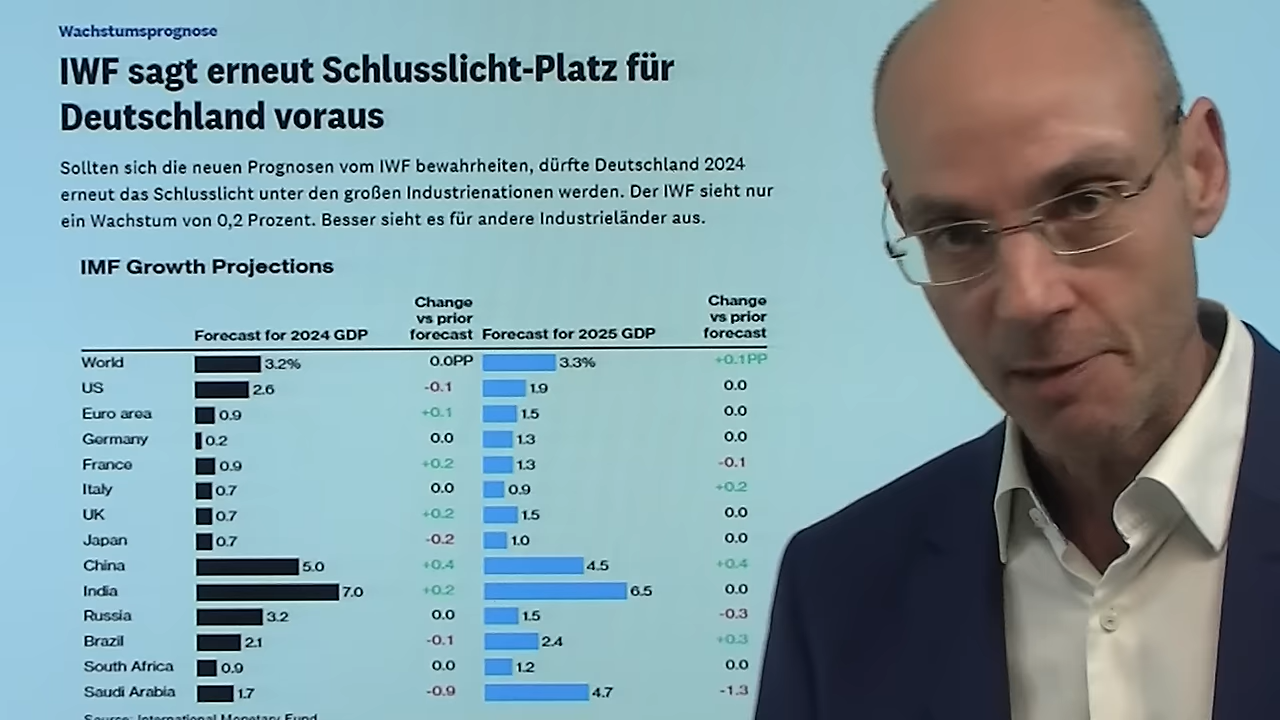 Wachstumsprognose
IWF sagt erneut Schlusslicht-Platz für
Deutschland voraus
Sollten sich die neuen Prognosen vom IWF bewahrheiten, dürfte Deutschland 2024
erneut das Schlusslicht unter den großen Industrienationen werden. Der IWF sieht nur
ein Wachstum von 0,2 Prozent. Besser sieht es für andere Industrieländer aus.
IMF Growth Projections
Forecast for 2024 GDP Change vs prior forecast Forecast for 2025 GDP Change vs prior forecast
World 3.2% 0.0PP 3.3% +0.1PP
US 2.6 -0.1 1.9 0.0
Euro area 0.9 +0.1 1.5 0.0
Germany 0.2 0.0 1.3 0.0
France 0.9 +0.2 1.3 -0.1
Italy 0.7 0.0 0.9 +0.2
UK 0.7 +0.2 1.5 0.0
Japan 0.7 -0.2 1.0 0.0
China 5.0 +0.4 4.5 +0.4
India 7.0 +0.2 6.5 0.0
Russia 3.2 0.0 1.5 -0.3
Brazil 2.1 -0.1 2.4 +0.3
South Africa 0.9 0.0 1.2 0.0
Saudi Arabia 1.7 -0.9 4.7 -1.3
Source: International Monetary Fund